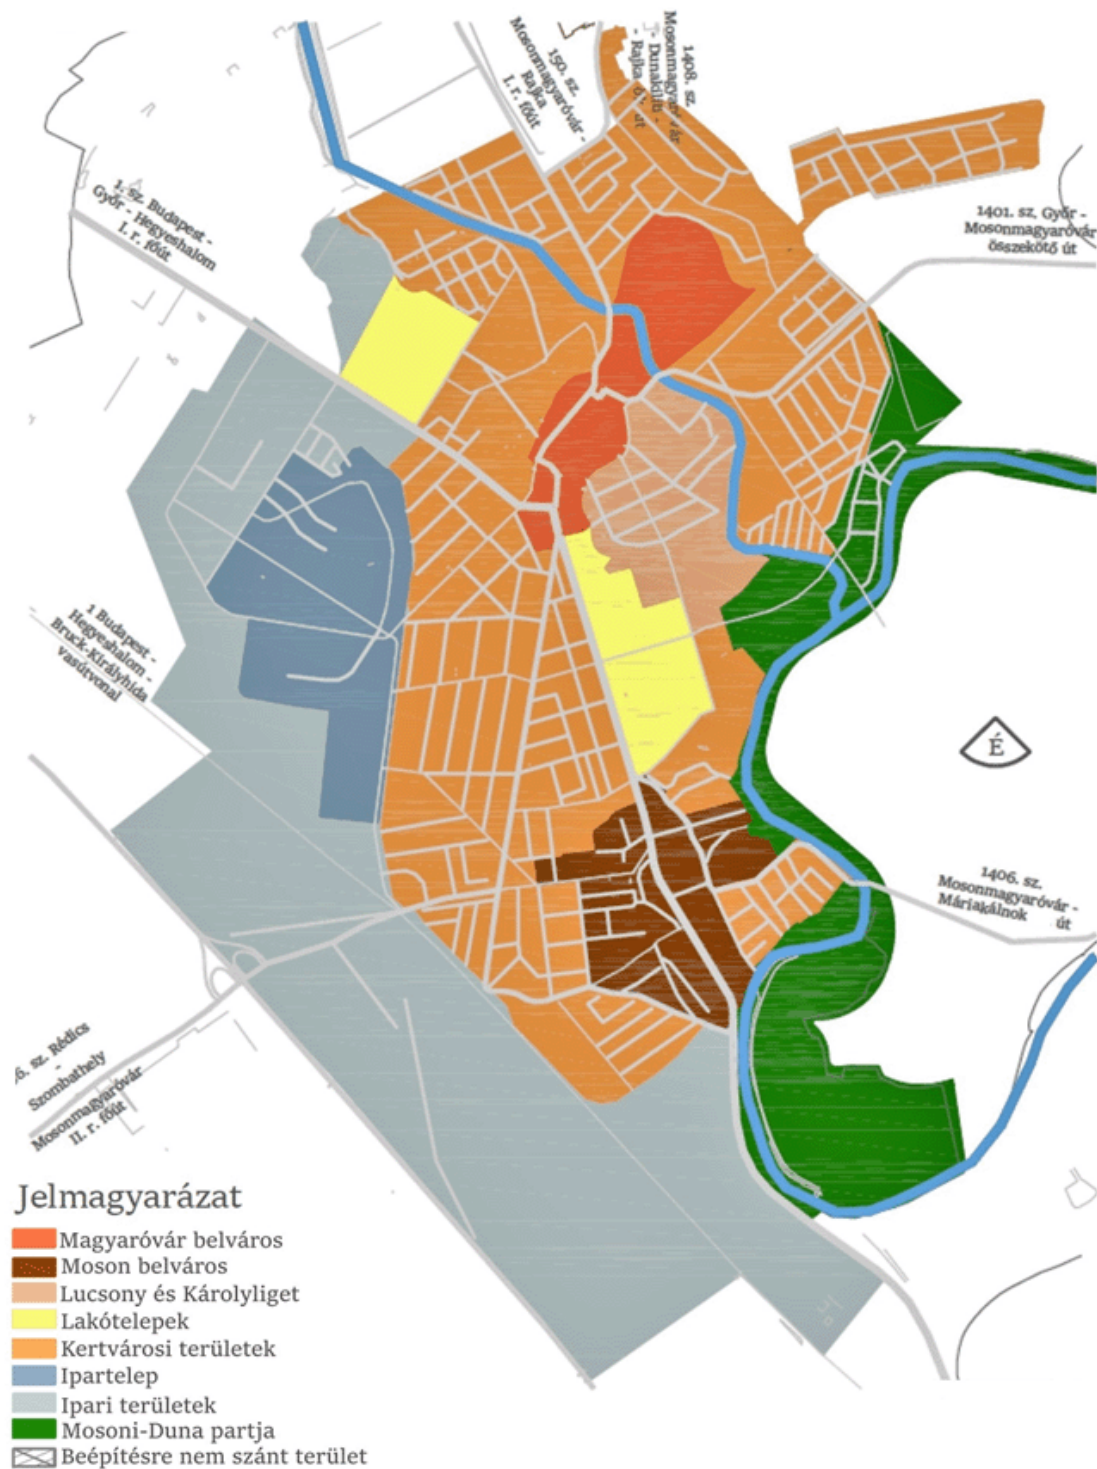 150. sz.
Mosonmagyaróvár -
Rajka
I. r. főút
1408. sz.
Mosonmagyaróvár
- Dunakiliti -
- Rajka
út
1. sz. Budapest -
Győr - Hegyeshalom
I. r. főút
1401. sz. Győr -
Mosonmagyaróvár
összekötő út
1 Budapest -
Hegyeshalom -
Bruck-Királyhida
vasútvonal
É
1406. sz.
Mosonmagyaróvár -
Máriakálnok út
6. sz. Rédics
-
Szombathely
-
Mosonmagyaróvár
II. r. főút
Jelmagyarázat
Magyaróvár belváros
Moson belváros
Lucsony és Károlyliget
Lakótelepek
Kertvárosi területek
Ipartelep
Ipari területek
Mosoni-Duna partja
Beépítésre nem szánt terület